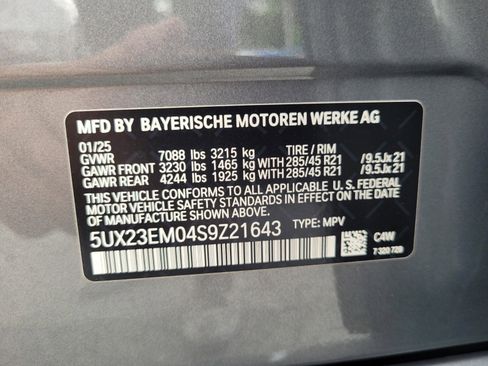 MFD BY BAYERISCHE MOTOREN WERKE AG
01/25 TIRE / RIM
GVWR 7088 lbs 3215 kg
GAWR FRONT 3230 lbs 1465 kg WITH 285/45 R21 /9.5Jx21
GAWR REAR 4244 lbs 1925 kg WITH 285/45 R21 /9.5Jx21
THIS VEHICLE CONFORMS TO ALL APPLICABLE U.S. FEDERAL
MOTOR VEHICLE SAFETY STANDARDS IN EFFECT ON THE DATE
OF MANUFACTURE SHOWN ABOVE.
5UX23EM04S9Z21643 TYPE: MPV
C4W
7 320 729